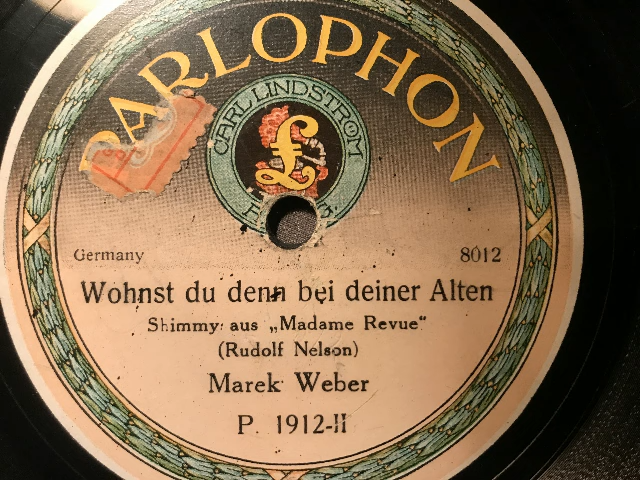 PARLOPHON
CARL LINDSTRØM
£
Germany
8012
Wohnst du denn bei deiner Alten
Shimmy aus „Madame Revue“
(Rudolf Nelson)
Marek Weber
P. 1912-II